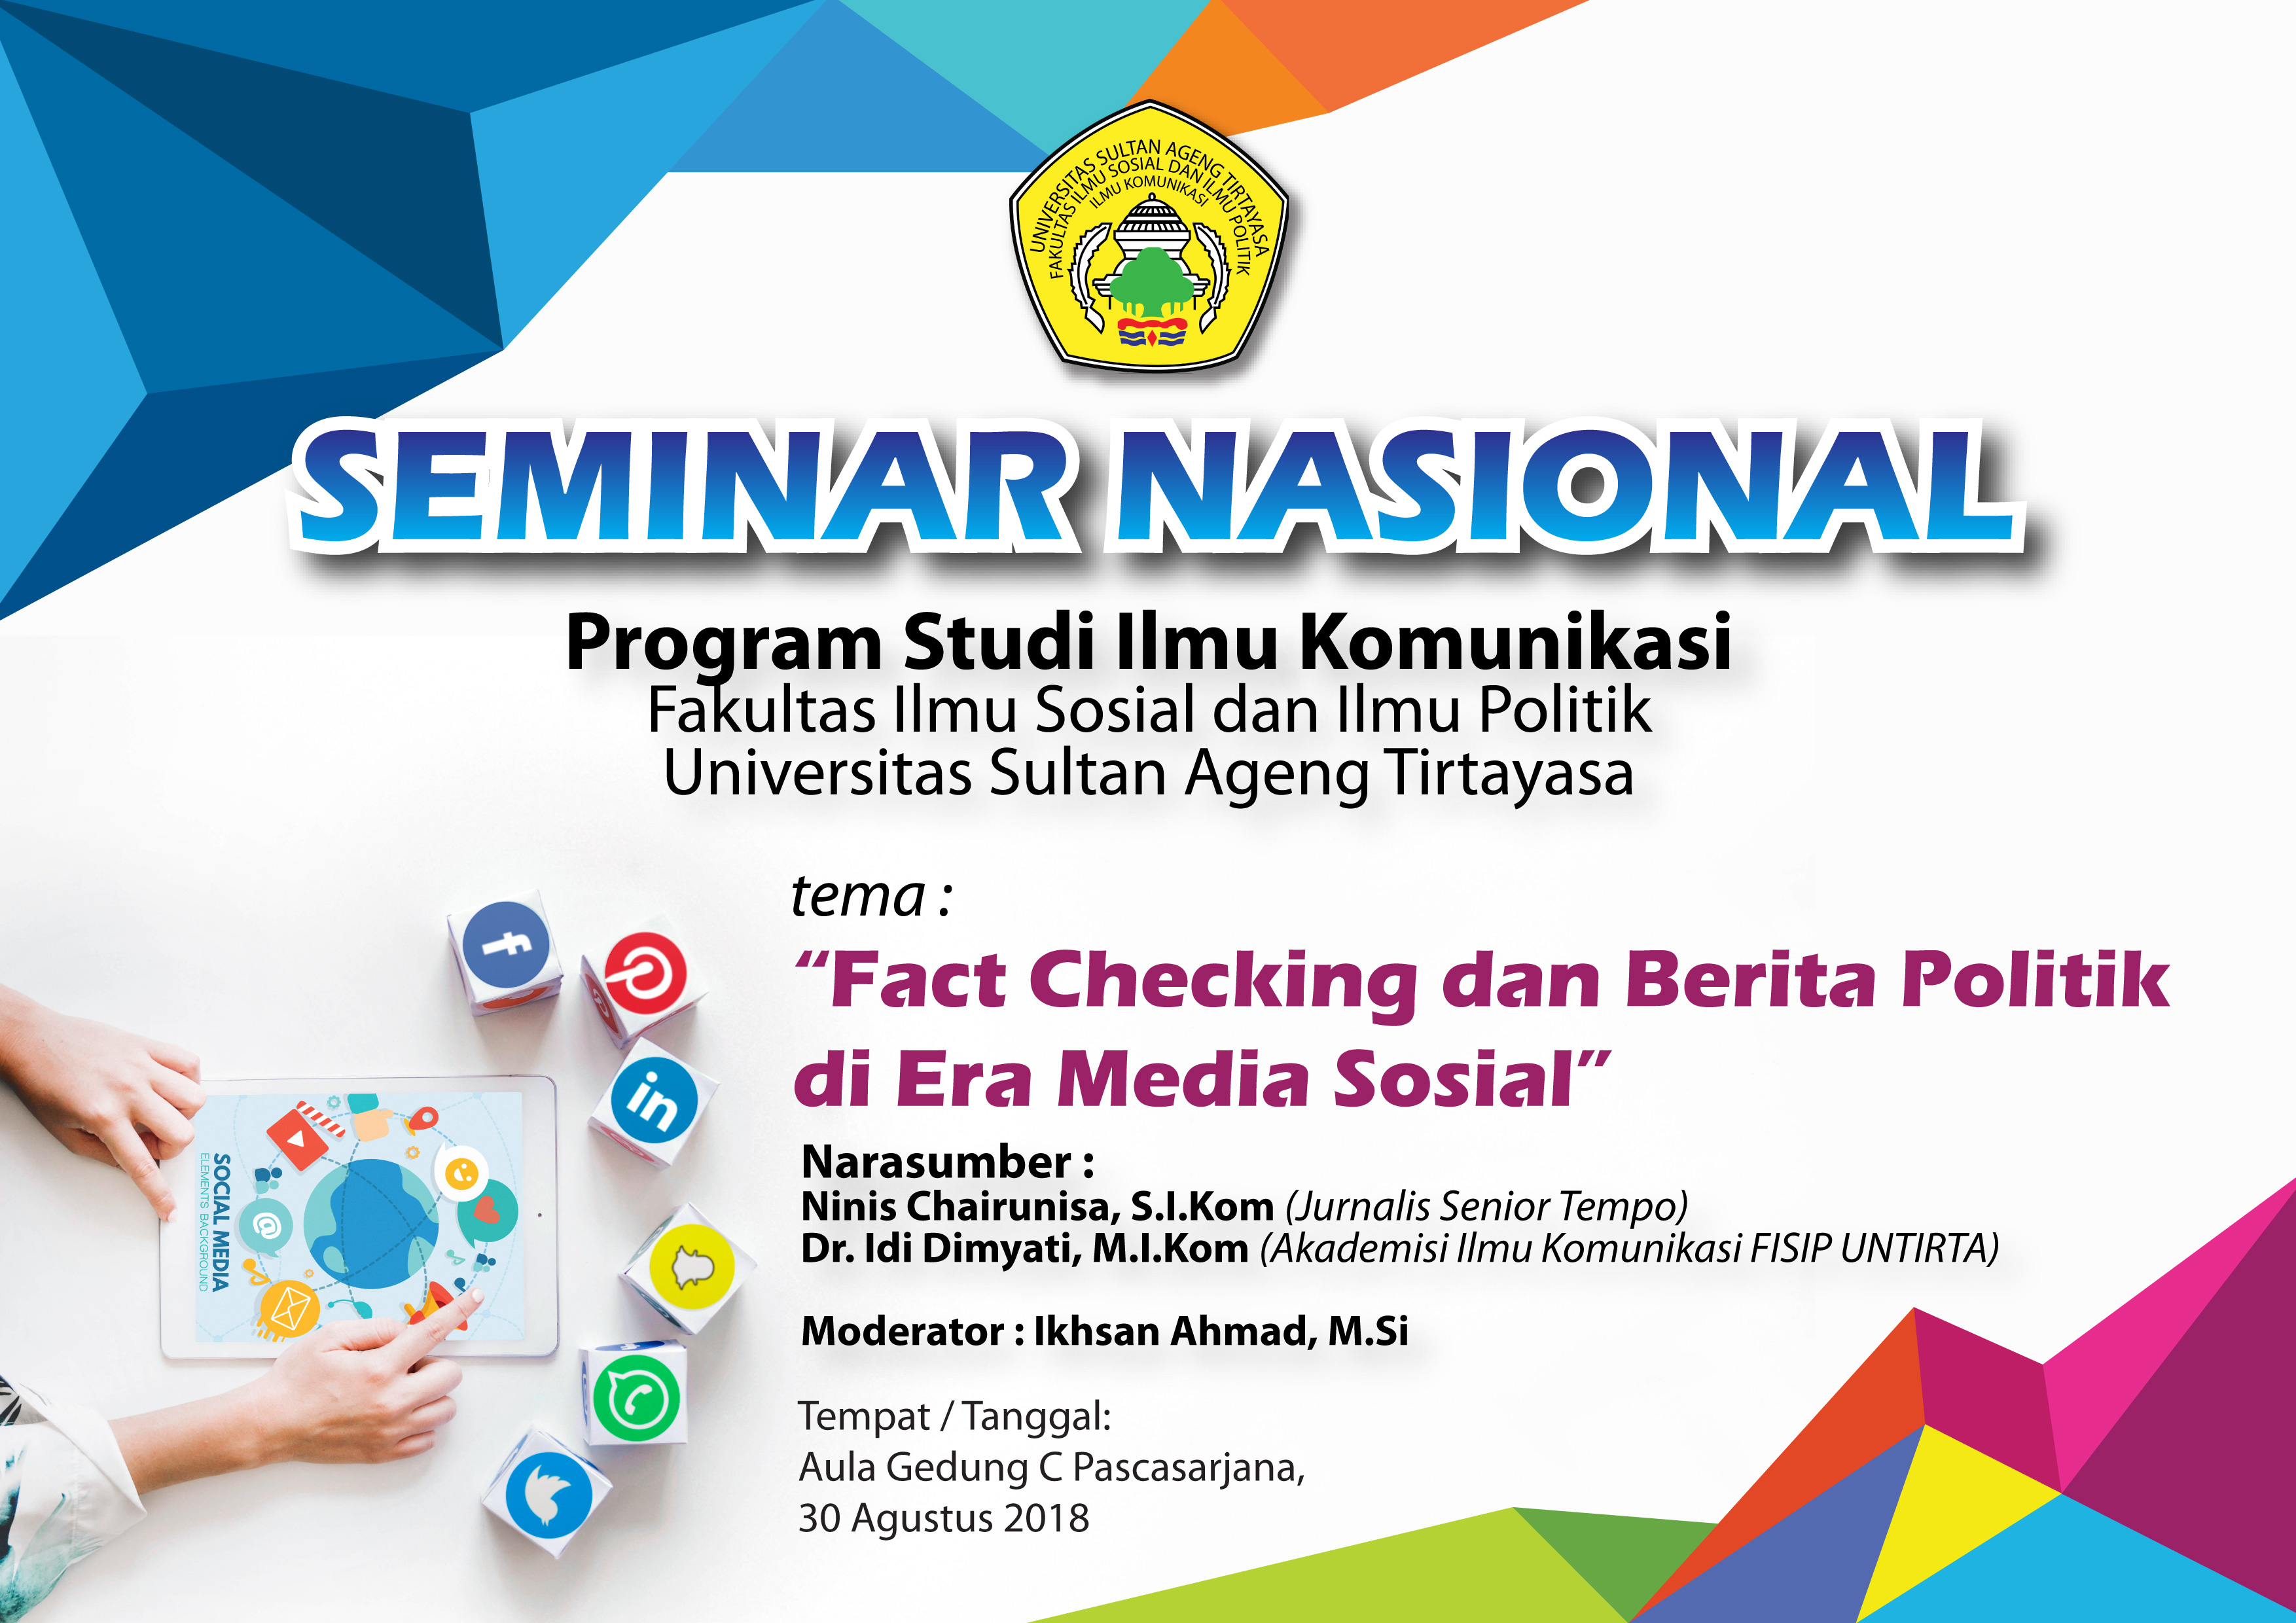 UNIVERSITAS SULTAN AGENG TIRTAYASA
FAKULTAS ILMU SOSIAL DAN ILMU POLITIK
ILMU KOMUNIKASI
SEMINAR NASIONAL
Program Studi Ilmu Komunikasi
Fakultas Ilmu Sosial dan Ilmu Politik
Universitas Sultan Ageng Tirtayasa
tema :
“Fact Checking dan Berita Politik
di Era Media Sosial”
Narasumber :
Ninis Chairunisa, S.I.Kom (Jurnalis Senior Tempo)
Dr. Idi Dimyati, M.I.Kom (Akademisi Ilmu Komunikasi FISIP UNTIRTA)
Moderator : Ikhsan Ahmad, M.Si
Tempat / Tanggal:
Aula Gedung C Pascasarjana,
30 Agustus 2018
SOCIAL MEDIA
ELEMENTS BACKGROUND
f
in
@